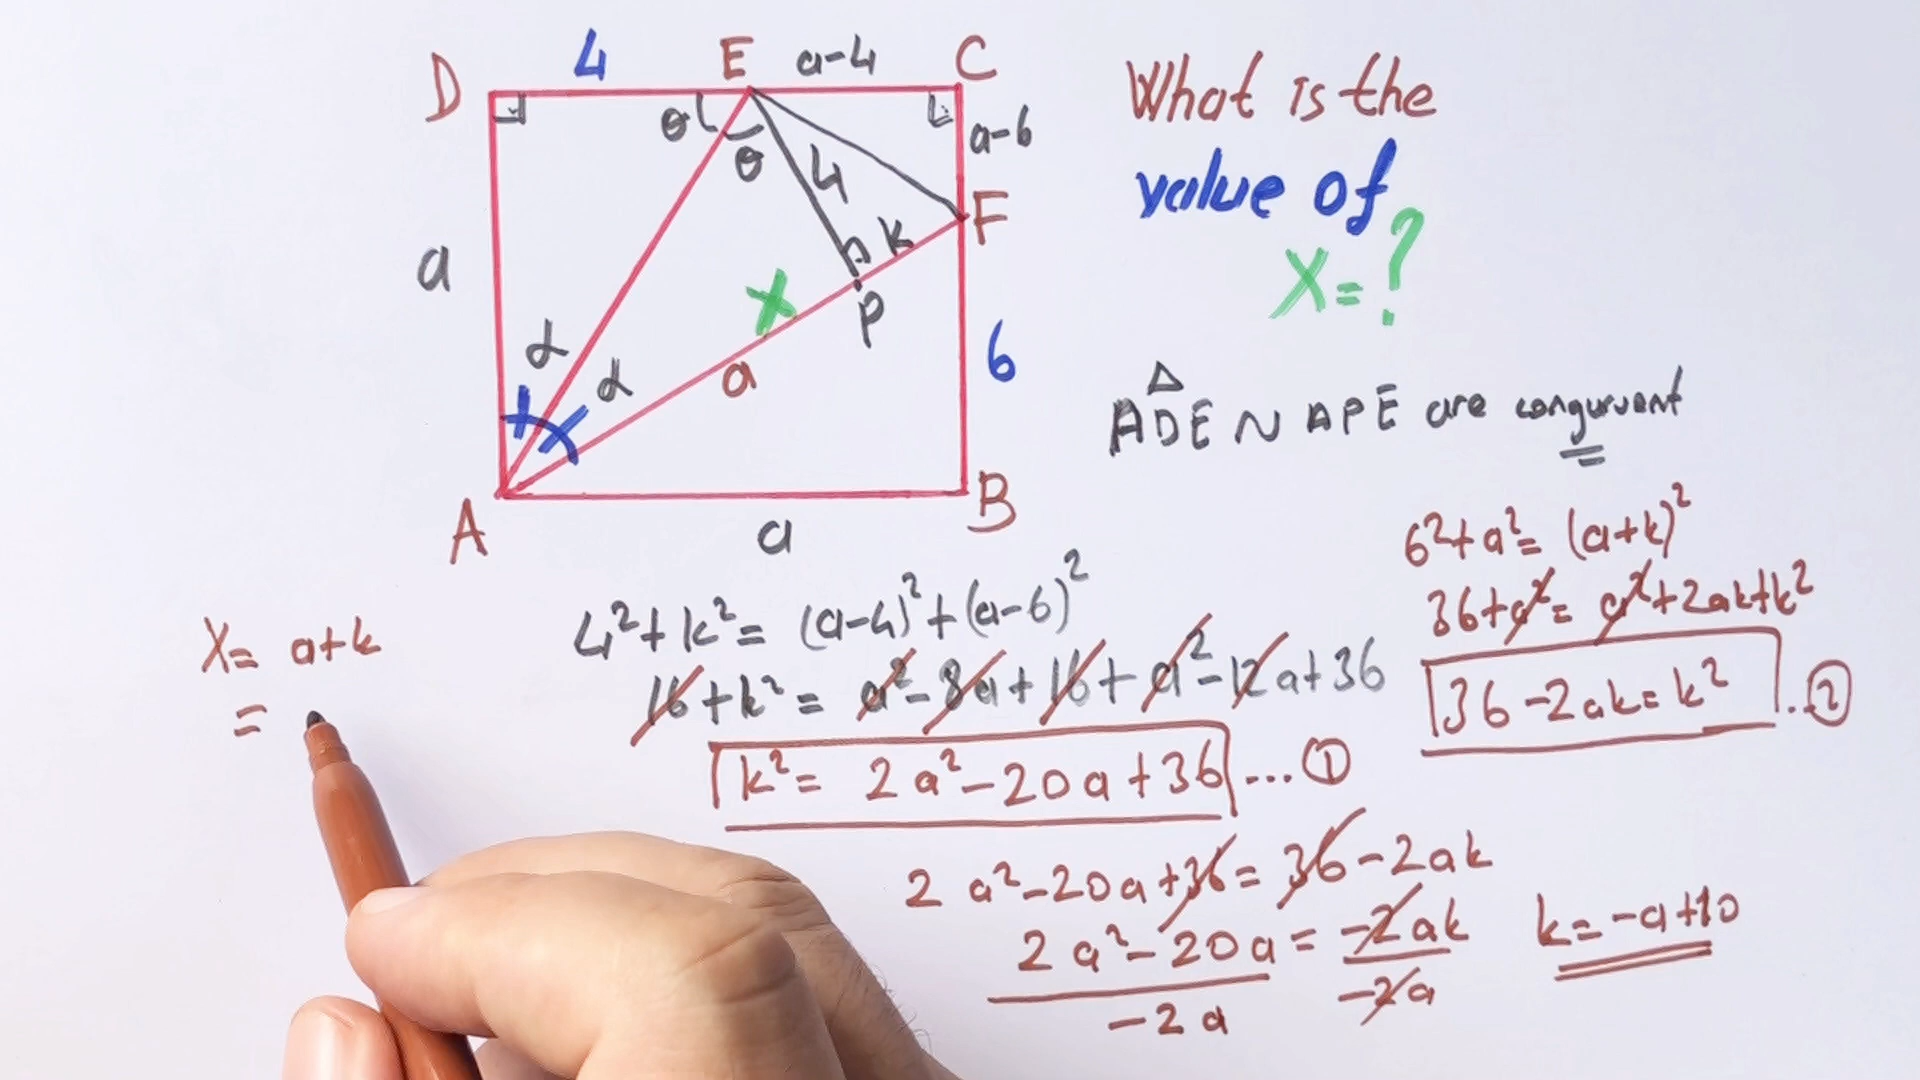 D 4 E a-4 C
a-6
θ
θ 4
a
k F
x
P
α
α a
6
A a B
What is the
value of
X=?
△
ADE ~ APE are conguruent
6²+a²= (a+k)²
36+a²= a²+2ak+k²
36-2ak=k² ...②
4²+k²= (a-4)²+(a-6)²
16+k²= a²-8a+16+a²-12a+36
k²= 2a²-20a+36 ...①
2a²-20a+36=36-2ak
2a²-20a = -2ak
-2a -2a
k=-a+10
X= a+k
=